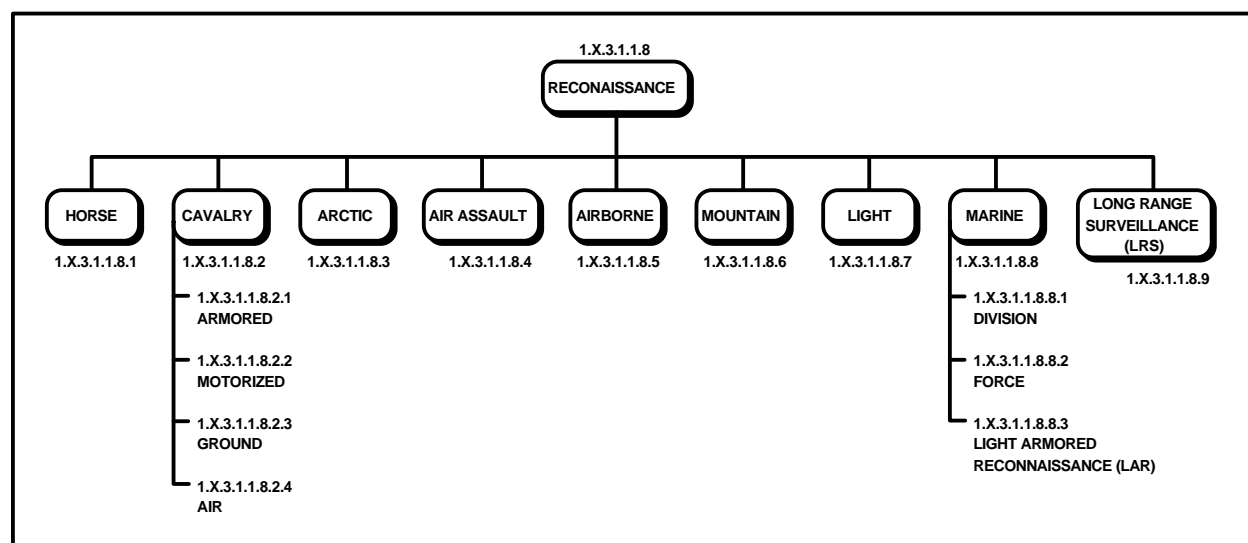 1.X.3.1.1.8
RECONAISSANCE
HORSE
1.X.3.1.1.8.1
CAVALRY
1.X.3.1.1.8.2
1.X.3.1.1.8.2.1
ARMORED
1.X.3.1.1.8.2.2
MOTORIZED
1.X.3.1.1.8.2.3
GROUND
1.X.3.1.1.8.2.4
AIR
ARCTIC
1.X.3.1.1.8.3
AIR ASSAULT
1.X.3.1.1.8.4
AIRBORNE
1.X.3.1.1.8.5
MOUNTAIN
1.X.3.1.1.8.6
LIGHT
1.X.3.1.1.8.7
MARINE
1.X.3.1.1.8.8
1.X.3.1.1.8.8.1
DIVISION
1.X.3.1.1.8.8.2
FORCE
1.X.3.1.1.8.8.3
LIGHT ARMORED
RECONNAISSANCE (LAR)
LONG RANGE
SURVEILLANCE
(LRS)
1.X.3.1.1.8.9